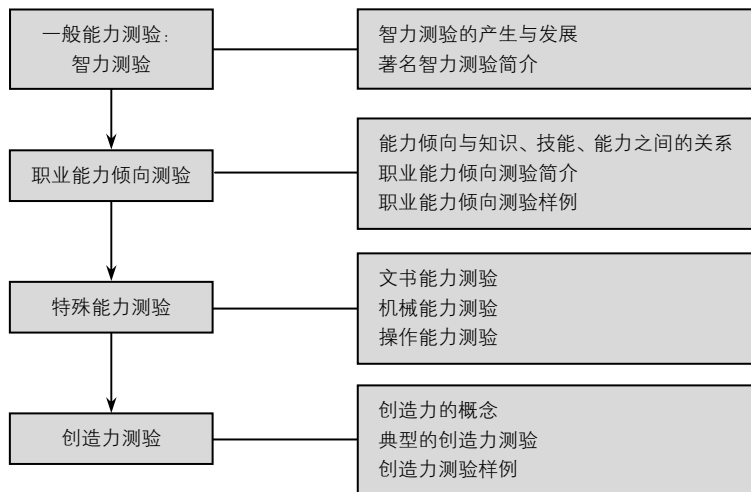 一般能力测验：
智力测验
智力测验的产生与发展
著名智力测验简介
职业能力倾向测验
能力倾向与知识、技能、能力之间的关系
职业能力倾向测验简介
职业能力倾向测验样例
特殊能力测验
文书能力测验
机械能力测验
操作能力测验
创造力测验
创造力的概念
典型的创造力测验
创造力测验样例